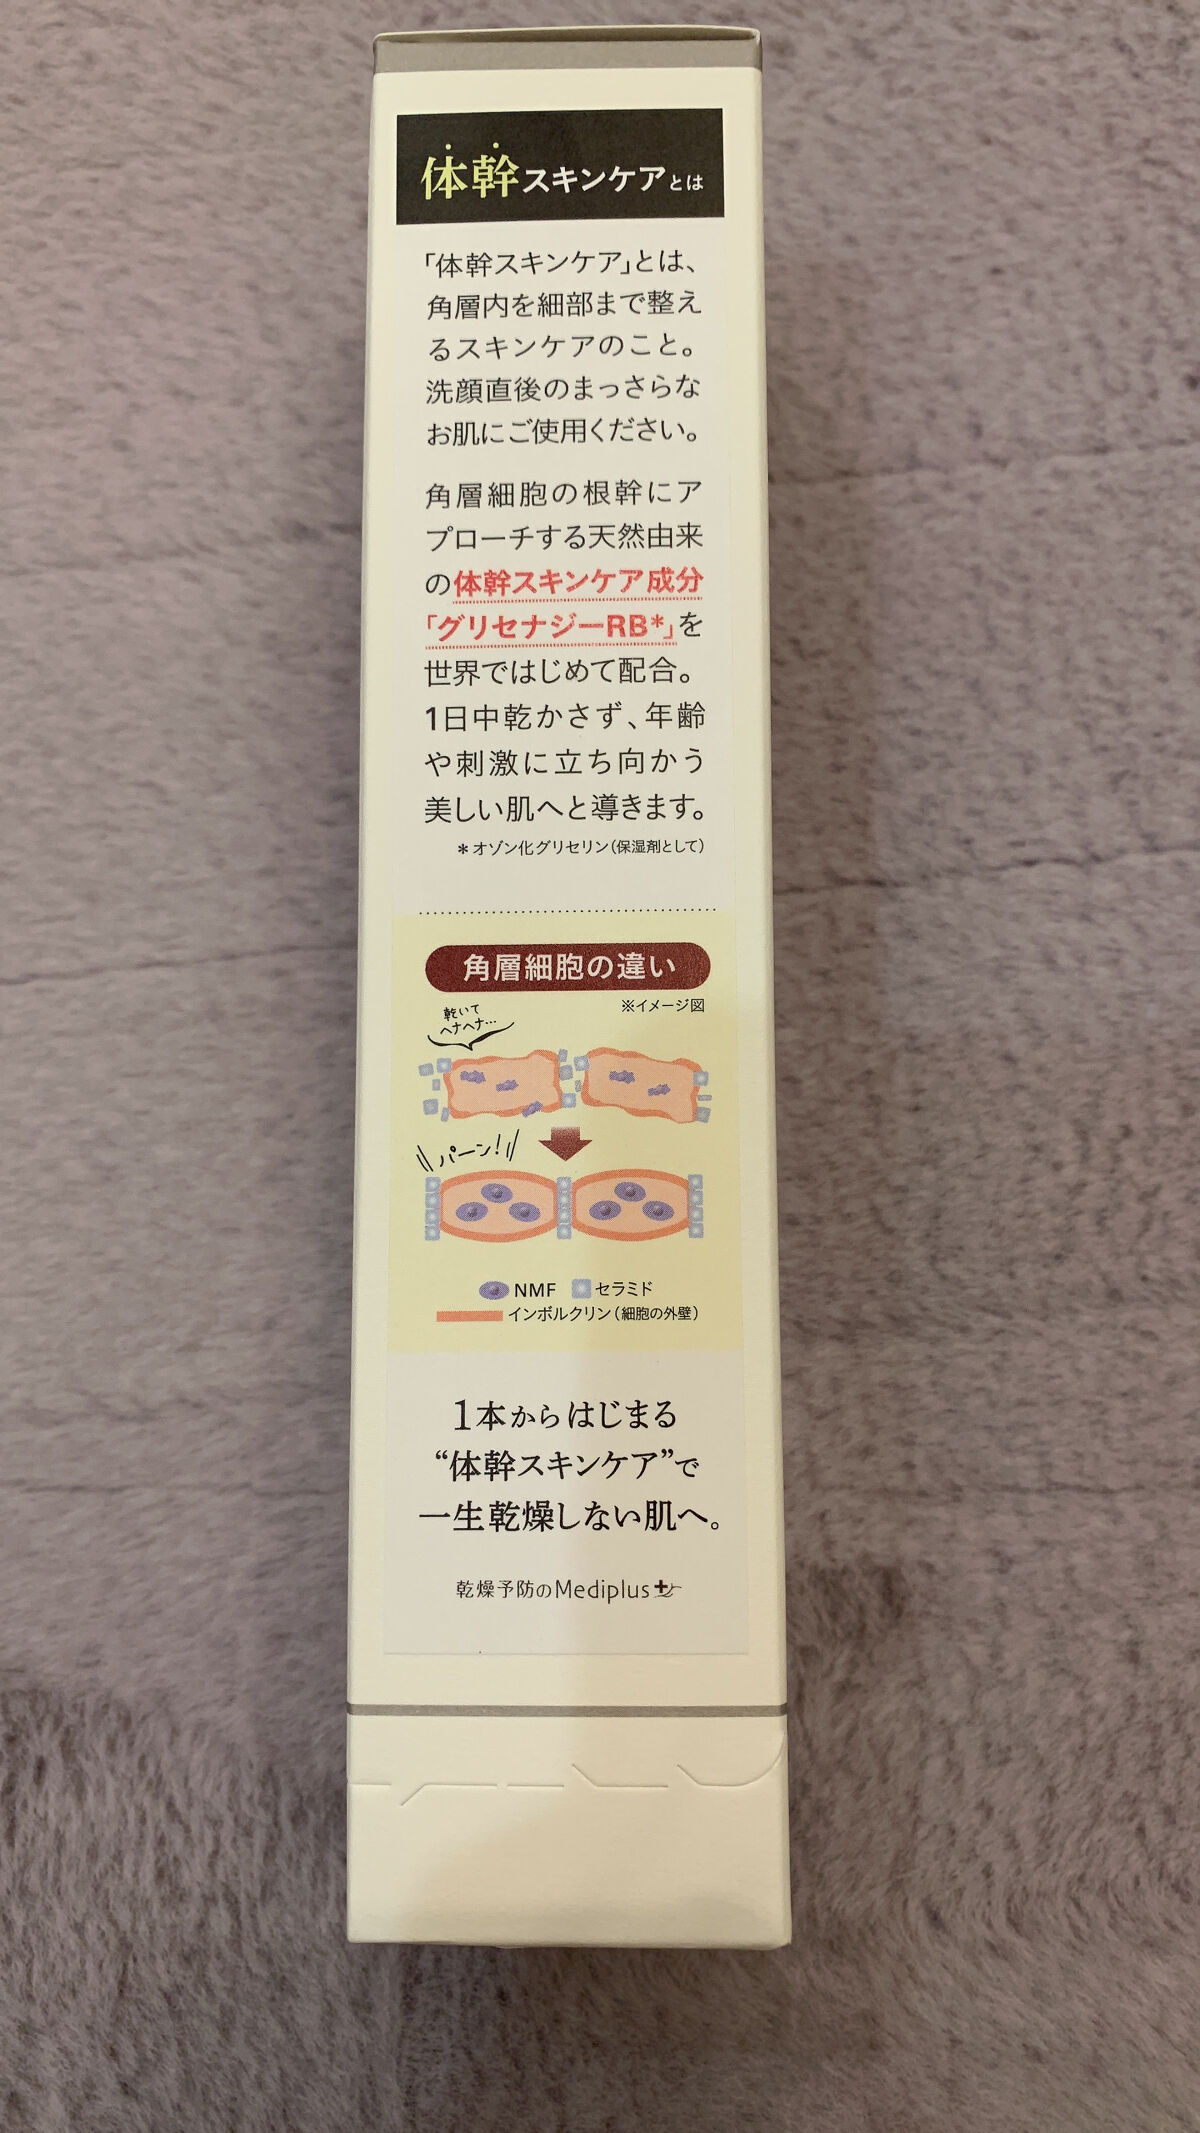 体幹スキンケアとは
「体幹スキンケア」とは、
角層内を細部まで整え
るスキンケアのこと。
洗顔直後のまっさらな
お肌にご使用ください。
角層細胞の根幹にア
プローチする天然由来
の体幹スキンケア成分
「グリセナジーRB*」を
世界ではじめて配合。
1日中乾かさず、年齢
や刺激に立ち向かう
美しい肌へと導きます。
*オゾン化グリセリン(保湿剤として)
角層細胞の違い
※イメージ図
乾いて
ヘナヘナ…
パーン!
NMF セラミド
インボルクリン(細胞の外壁)
1本からはじまる
“体幹スキンケア”で
一生乾燥しない肌へ。
乾燥予防のMediplus+